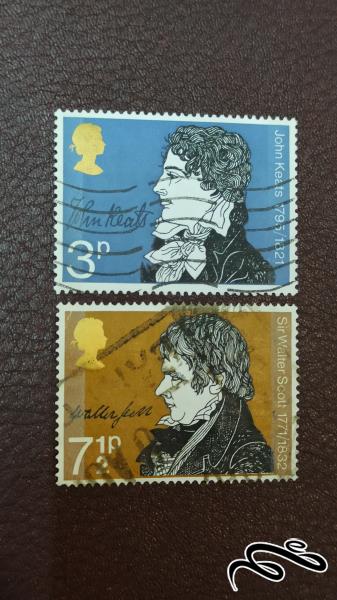 John Keats 1795/1821
John Keats
3p
Sir Walter Scott 1771/1832
Walter Scott
7½p